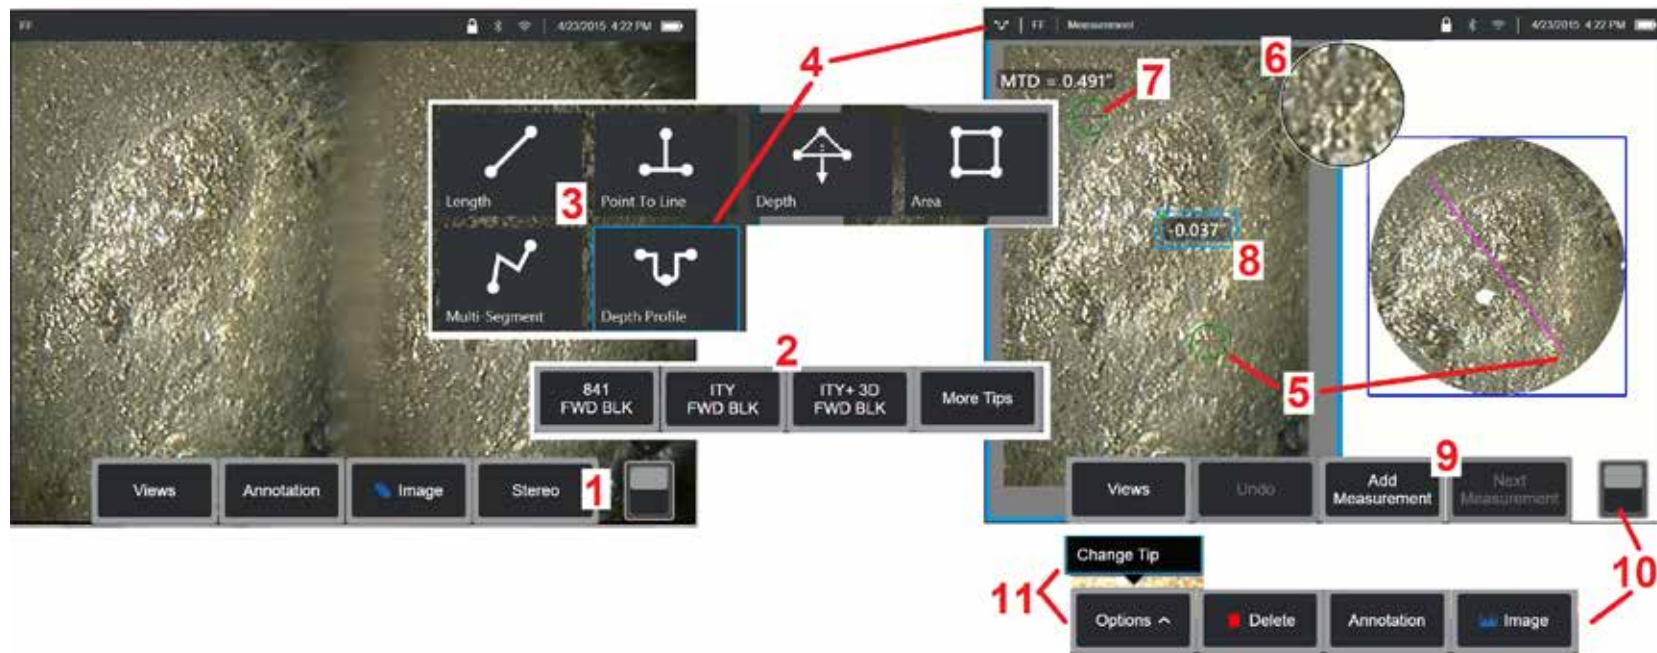 FF
4/23/2015 4:22 PM
Views
Annotation
Image
Stereo
1
2
841
FWD BLK
ITY
FWD BLK
ITY+ 3D
FWD BLK
More Tips
3
Length
Point To Line
Depth
Area
Multi-Segment
Depth Profile
4
FF
Measurement
4/23/2015 4:22 PM
MTD = 0.491"
7
6
-0.037
8
5
9
Views
Undo
Add
Measurement
Next
Measurement
10
11
Change Tip
Options
Delete
Annotation
Image